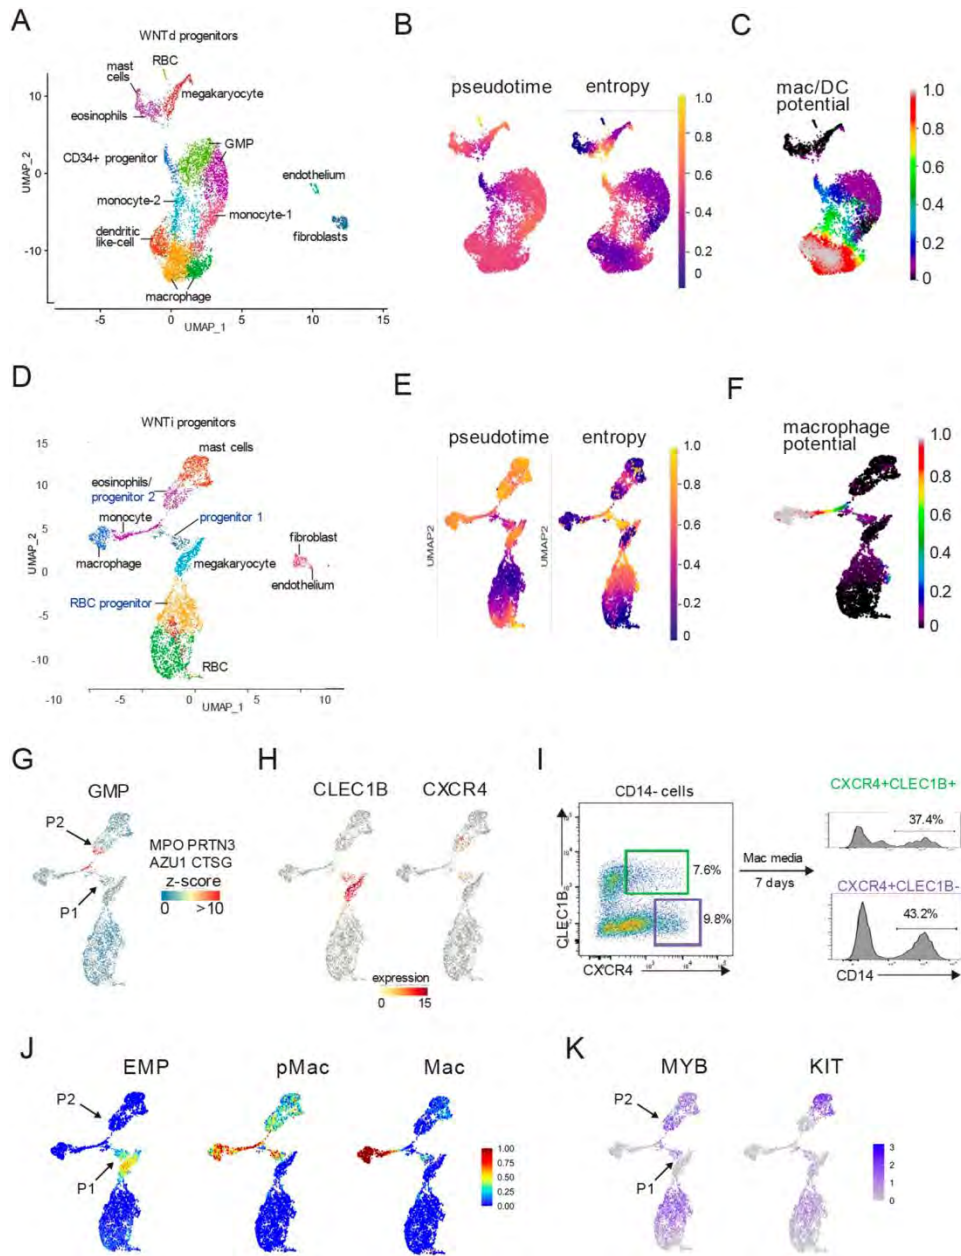 A
WNTd progenitors
RBC
mast
cells
megakaryocyte
eosinophils
GMP
CD34+ progenitor
endothelium
monocyte-2
monocyte-1
dendritic
like-cell
fibroblasts
macrophage
10
0
-10
UMAP_2
-5
0
5
10
15
UMAP_1
B
pseudotime
entropy
1.0
0.8
0.6
0.4
0.2
0
C
mac/DC
potential
1.0
0.8
0.6
0.4
0.2
0
D
WNTi progenitors
15
10
5
0
-5
-10
UMAP_2
mast cells
eosinophils/
progenitor 2
monocyte
progenitor 1
fibroblast
macrophage
megakaryocyte
endothelium
RBC progenitor
RBC
-10
-5
0
5
10
UMAP_1
E
pseudotime
entropy
UMAP2
UMAP2
1.0
0.8
0.6
0.4
0.2
0
F
macrophage
potential
1.0
0.8
0.6
0.4
0.2
0
G
GMP
P2
P1
MPO PRTN3
AZU1 CTSG
z-score
0 >10
H
CLEC1B
CXCR4
expression
0 15
I
CD14- cells
CLEC1B
CXCR4
7.6%
9.8%
Mac media
7 days
CXCR4+CLEC1B+
37.4%
CXCR4+CLEC1B-
43.2%
CD14
J
EMP
pMac
Mac
P2
P1
1.00
0.75
0.50
0.25
0.00
K
MYB
KIT
P2
P1
3
2
1
0